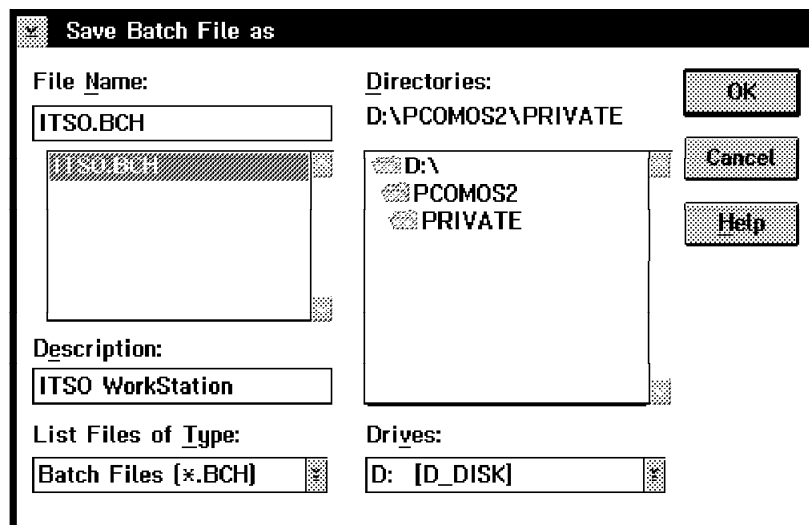 Save Batch File as
File Name:
ITSO.BCH
ITSO.BCH
Description:
ITSO WorkStation
List Files of Type:
Batch Files (*.BCH)
Directories:
D:\PCOMOS2\PRIVATE
D:\
PCOMOS2
PRIVATE
Drives:
D: [D_DISK]
OK
Cancel
Help